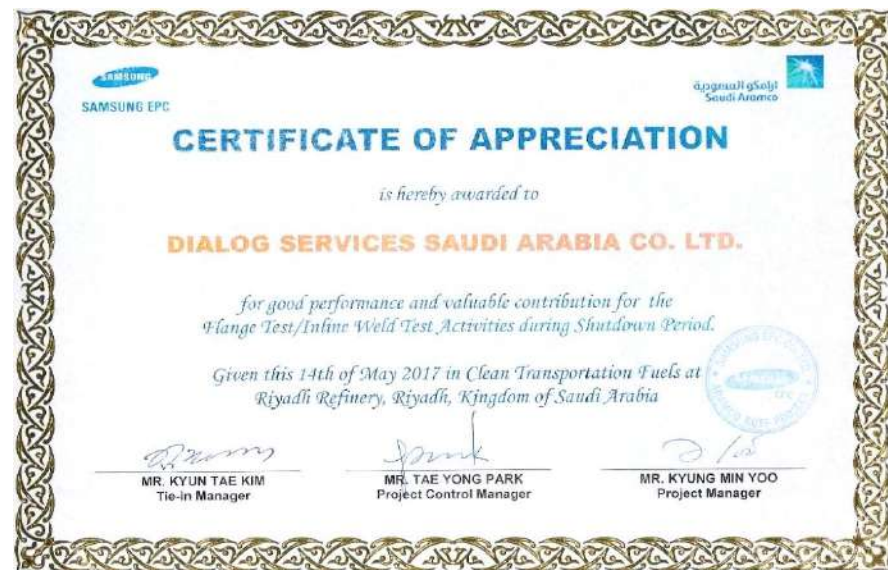 SAMSUNG
SAMSUNG EPC
ارامكو السعودية
Saudi Aramco
CERTIFICATE OF APPRECIATION
is hereby awarded to
DIALOG SERVICES SAUDI ARABIA CO. LTD.
for good performance and valuable contribution for the
Flange Test/Inline Weld Test Activities during Shutdown Period.
Given this 14th of May 2017 in Clean Transportation Fuels at
Riyadh Refinery, Riyadh, Kingdom of Saudi Arabia
MR. KYUN TAE KIM
Tie-in Manager
MR. TAE YONG PARK
Project Control Manager
MR. KYUNG MIN YOO
Project Manager